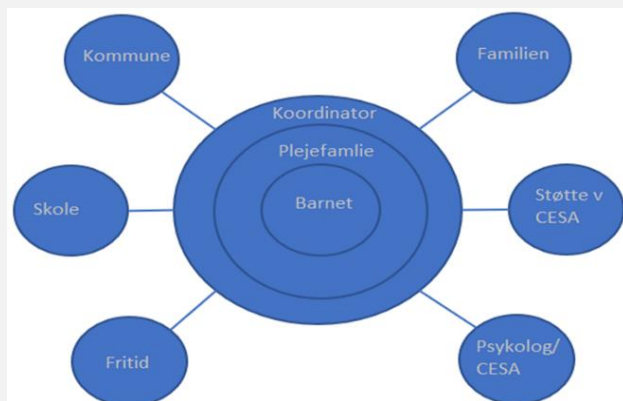 Kommune
Familien
Koordinator
Plejefamlie
Barnet
Skole
Støtte v
CESA
Fritid
Psykolog/
CESA